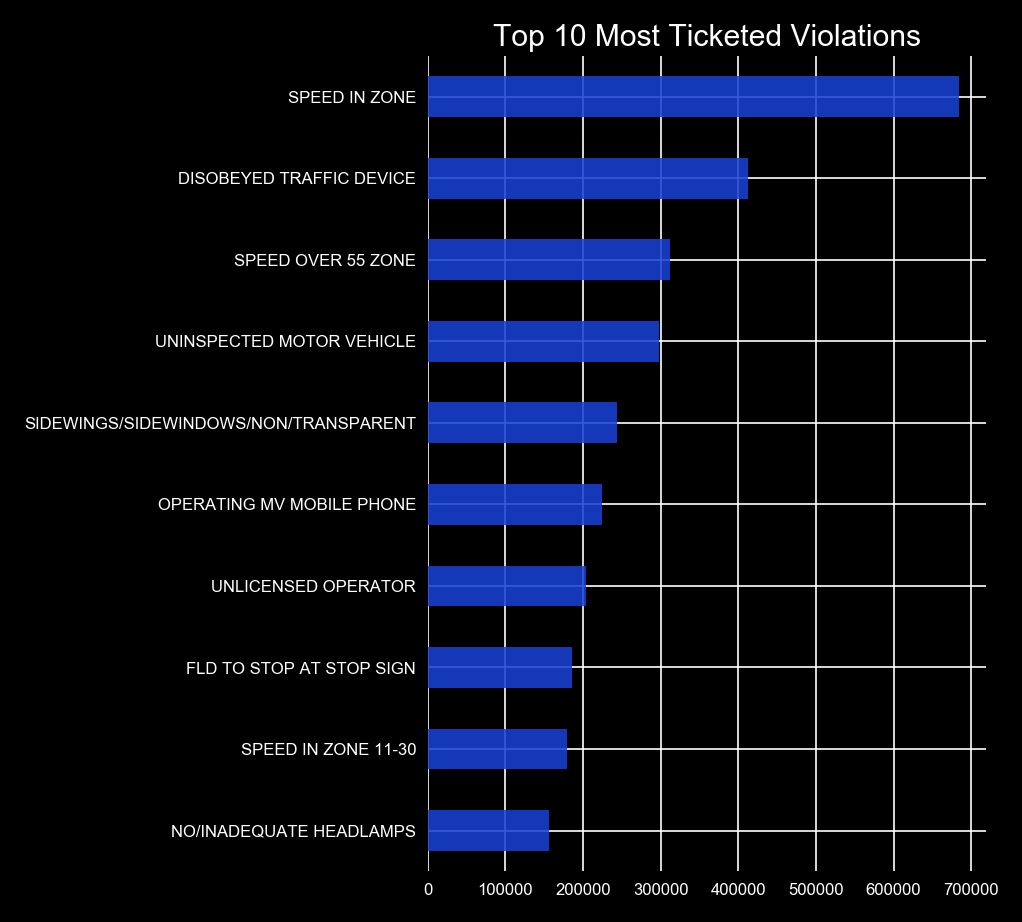 Top 10 Most Ticketed Violations
SPEED IN ZONE
DISOBEYED TRAFFIC DEVICE
SPEED OVER 55 ZONE
UNINSPECTED MOTOR VEHICLE
SIDEWINGS/SIDEWINDOWS/NON/TRANSPARENT
OPERATING MV MOBILE PHONE
UNLICENSED OPERATOR
FLD TO STOP AT STOP SIGN
SPEED IN ZONE 11-30
NO/INADEQUATE HEADLAMPS
0 100000 200000 300000 400000 500000 600000 700000